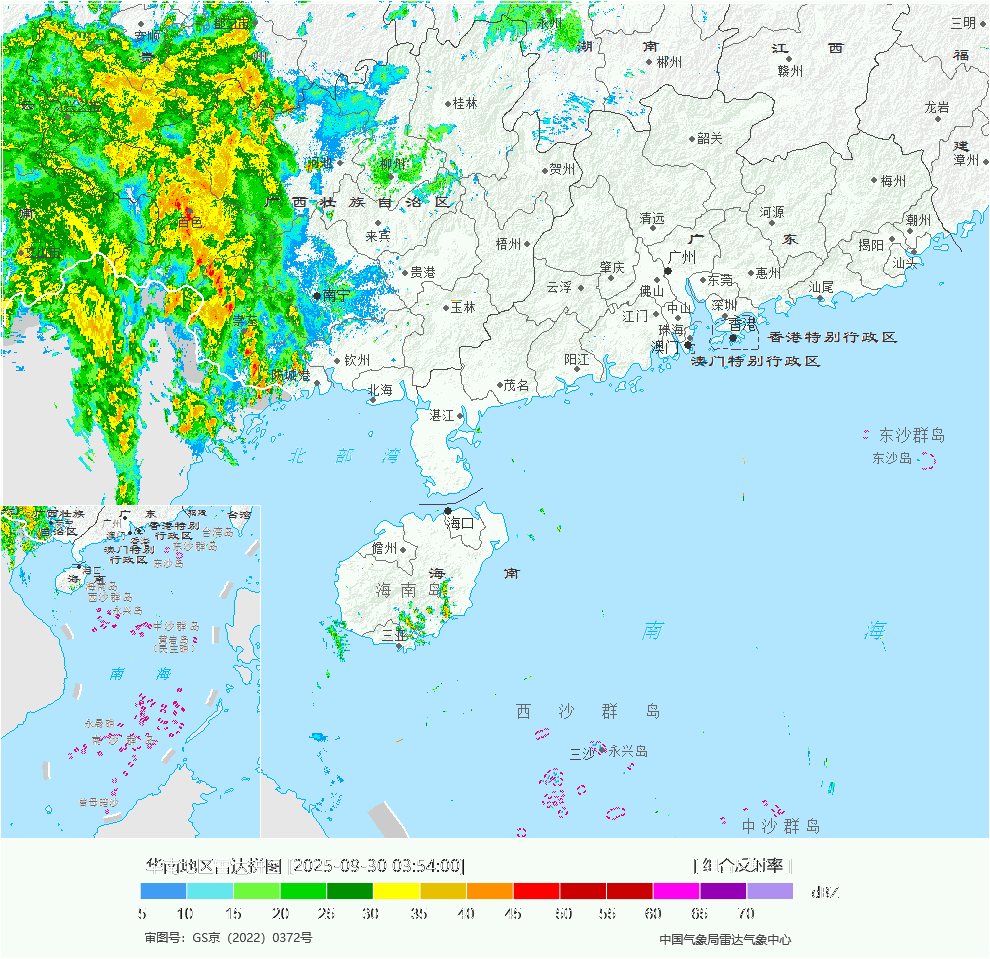 永州
三明
安顺
湖 南
江 西
福
郴州
赣州
桂林
龙岩
韶关
建
漳州
柳州
贺州
梅州
广 西 壮 族 自 治 区
河源
潮州
清远
百色
来宾
梧州
广 东
揭阳
汕头
广州
贵港
肇庆
惠州
东莞
云浮
佛山
汕尾
南宁
玉林
江门
中山
深圳
珠海
香港
香港特别行政区
崇左
澳门
澳门特别行政区
钦州
阳江
防城港
北海
茂名
湛江
东沙群岛
北 部 湾
东沙岛
海口
儋州
海 南
海 南 岛
三亚
南 海
西 沙 群 岛
三沙
永兴岛
中沙群岛
广 东
台湾
广州
香港特别
行政区
台湾岛
澳门特别
行政区
东沙群岛
东沙岛
海口
海 南
海南岛
西沙群岛
永兴岛
中沙群岛
黄岩岛
南 海
永暑礁
南 沙 群 岛
曾母暗沙
华南地区雷达拼图 [2025-09-30 03:54:00]
[组合反射率]
dBZ
5 10 15 20 25 30 35 40 45 50 55 60 65 70
审图号：GS京（2022）0372号
中国气象局雷达气象中心